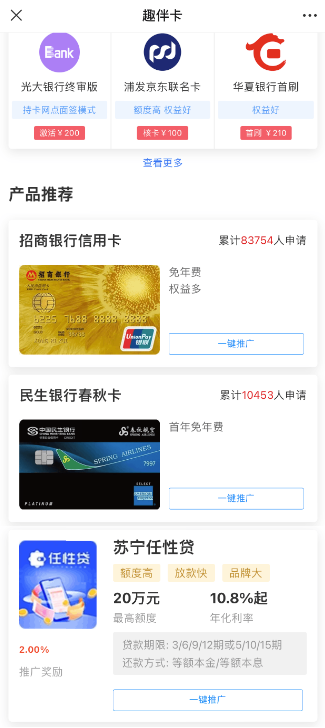 趣伴卡
Bank
光大银行终审版
浦发京东联名卡
华夏银行首刷
持卡网点面签模式
额度高 权益好
权益好
激活￥200
核卡￥100
首刷 ￥210
查看更多
产品推荐
招商银行信用卡
累计83754人申请
招商银行
免年费
权益多
UnionPay
银联
一键推广
民生银行春秋卡
累计10453人申请
中国民生银行
春秋航空
首年免年费
SPRING AIRLINES
7997
SELECT
PLATINUM
一键推广
任性贷
苏宁任性贷
额度高 放款快 品牌大
20万元
10.8%起
最高额度
年化利率
2.00%
推广奖励
贷款期限: 3/6/9/12期或5/10/15期
还款方式: 等额本金/等额本息
一键推广